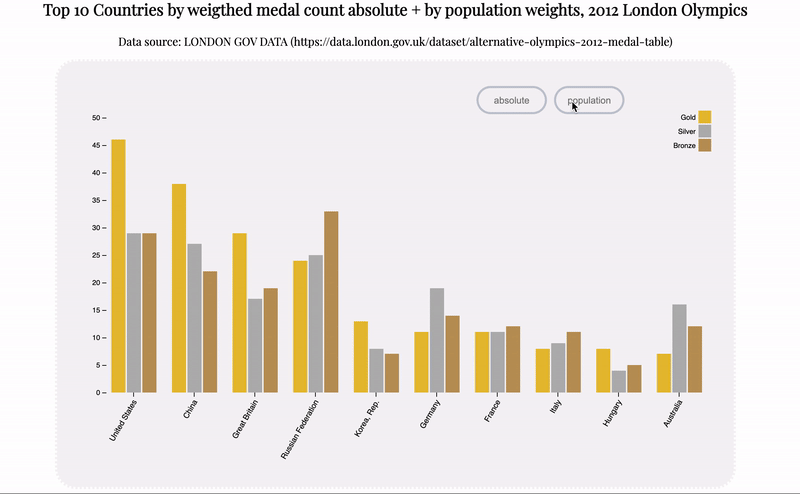 Top 10 Countries by weigthed medal count absolute + by population weights, 2012 London Olympics
Data source: LONDON GOV DATA (https://data.london.gov.uk/dataset/alternative-olympics-2012-medal-table)
absolute
population
Gold
Silver
Bronze
50
45
40
35
30
25
20
15
10
5
0
United States
China
Great Britain
Russian Federation
Korea, Rep.
Germany
France
Italy
Hungary
Australia